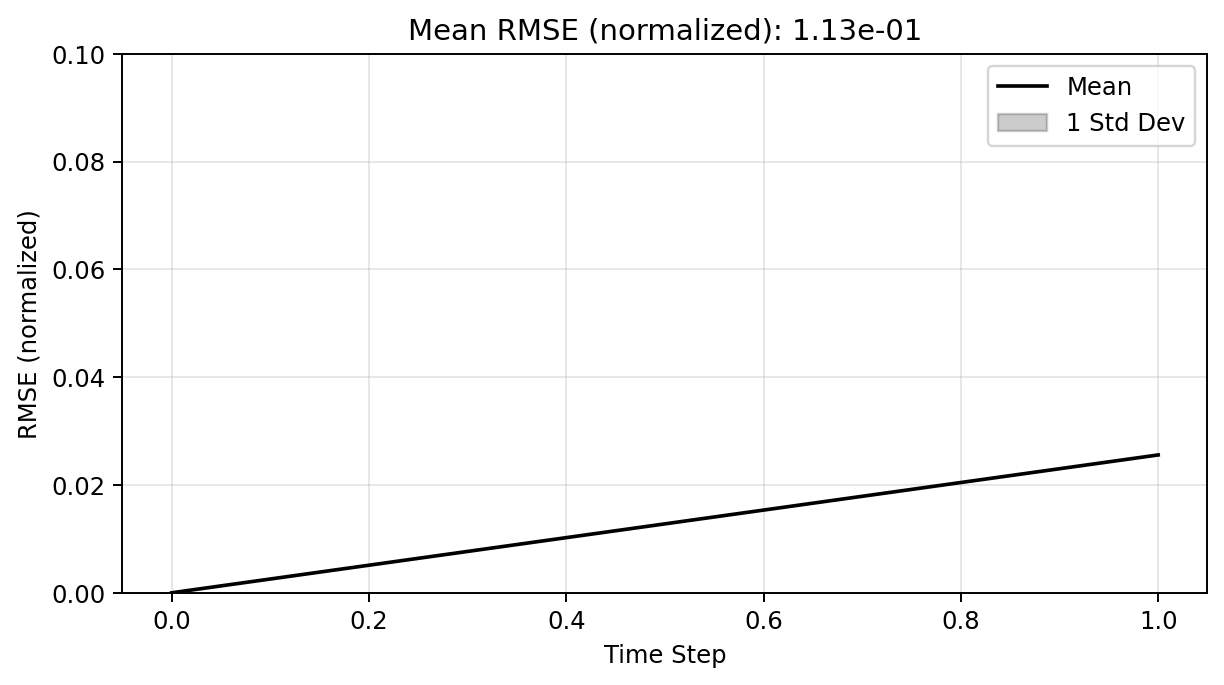 Mean RMSE (normalized): 1.13e-01
RMSE (normalized)
0.10
0.08
0.06
0.04
0.02
0.00
Mean
1 Std Dev
0.0 0.2 0.4 0.6 0.8 1.0
Time Step